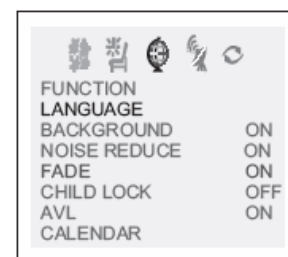 FUNCTION
LANGUAGE
BACKGROUND ON
NOISE REDUCE ON
FADE ON
CHILD LOCK OFF
AVL ON
CALENDAR